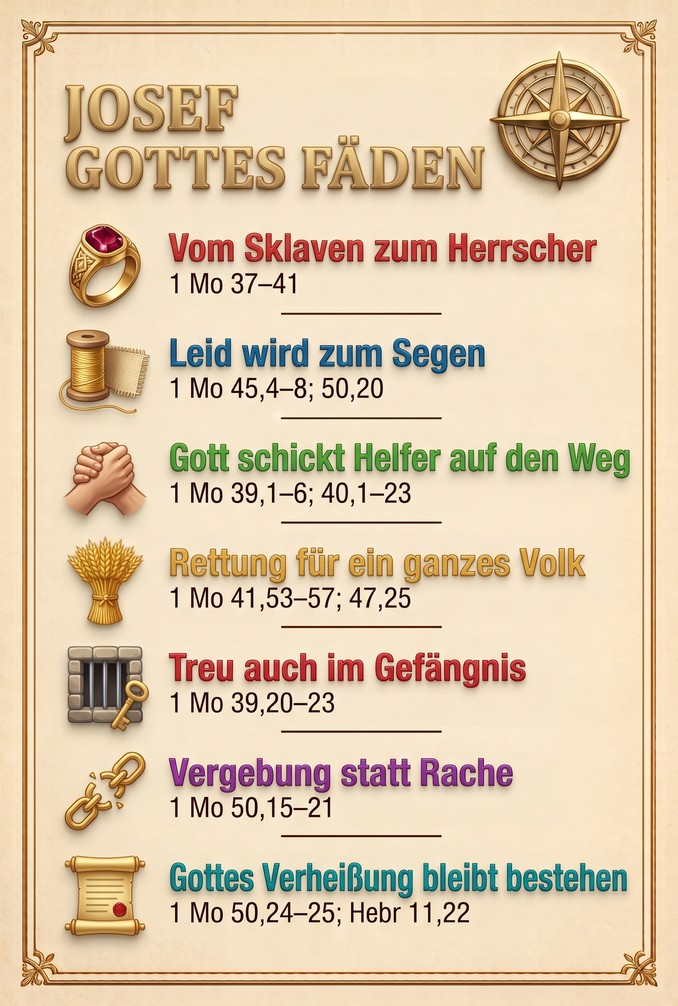 JOSEF
GOTTES FÄDEN
Vom Sklaven zum Herrscher
1 Mo 37–41
Leid wird zum Segen
1 Mo 45,4–8; 50,20
Gott schickt Helfer auf den Weg
1 Mo 39,1–6; 40,1–23
Rettung für ein ganzes Volk
1 Mo 41,53–57; 47,25
Treu auch im Gefängnis
1 Mo 39,20–23
Vergebung statt Rache
1 Mo 50,15–21
Gottes Verheißung bleibt bestehen
1 Mo 50,24–25; Hebr 11,22